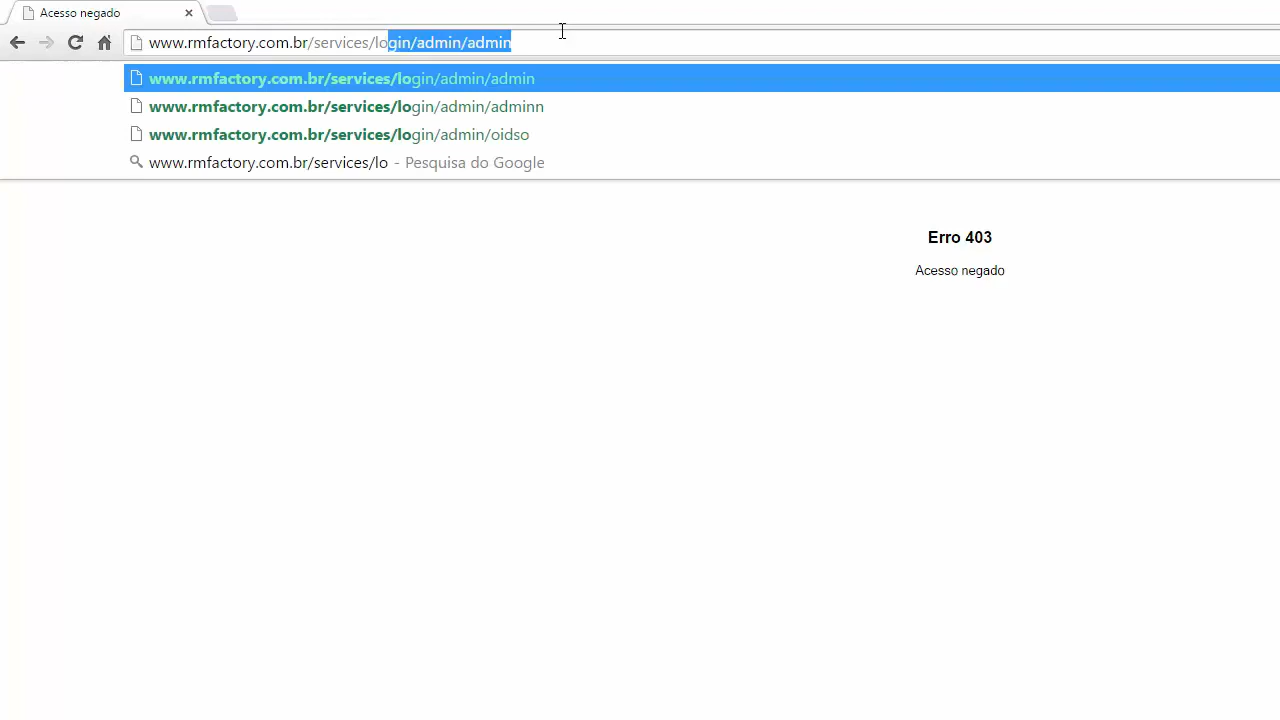 Acesso negado
www.rmfactory.com.br/services/login/admin/admin
www.rmfactory.com.br/services/login/admin/admin
www.rmfactory.com.br/services/login/admin/adminn
www.rmfactory.com.br/services/login/admin/oidso
www.rmfactory.com.br/services/lo - Pesquisa do Google
Erro 403
Acesso negado